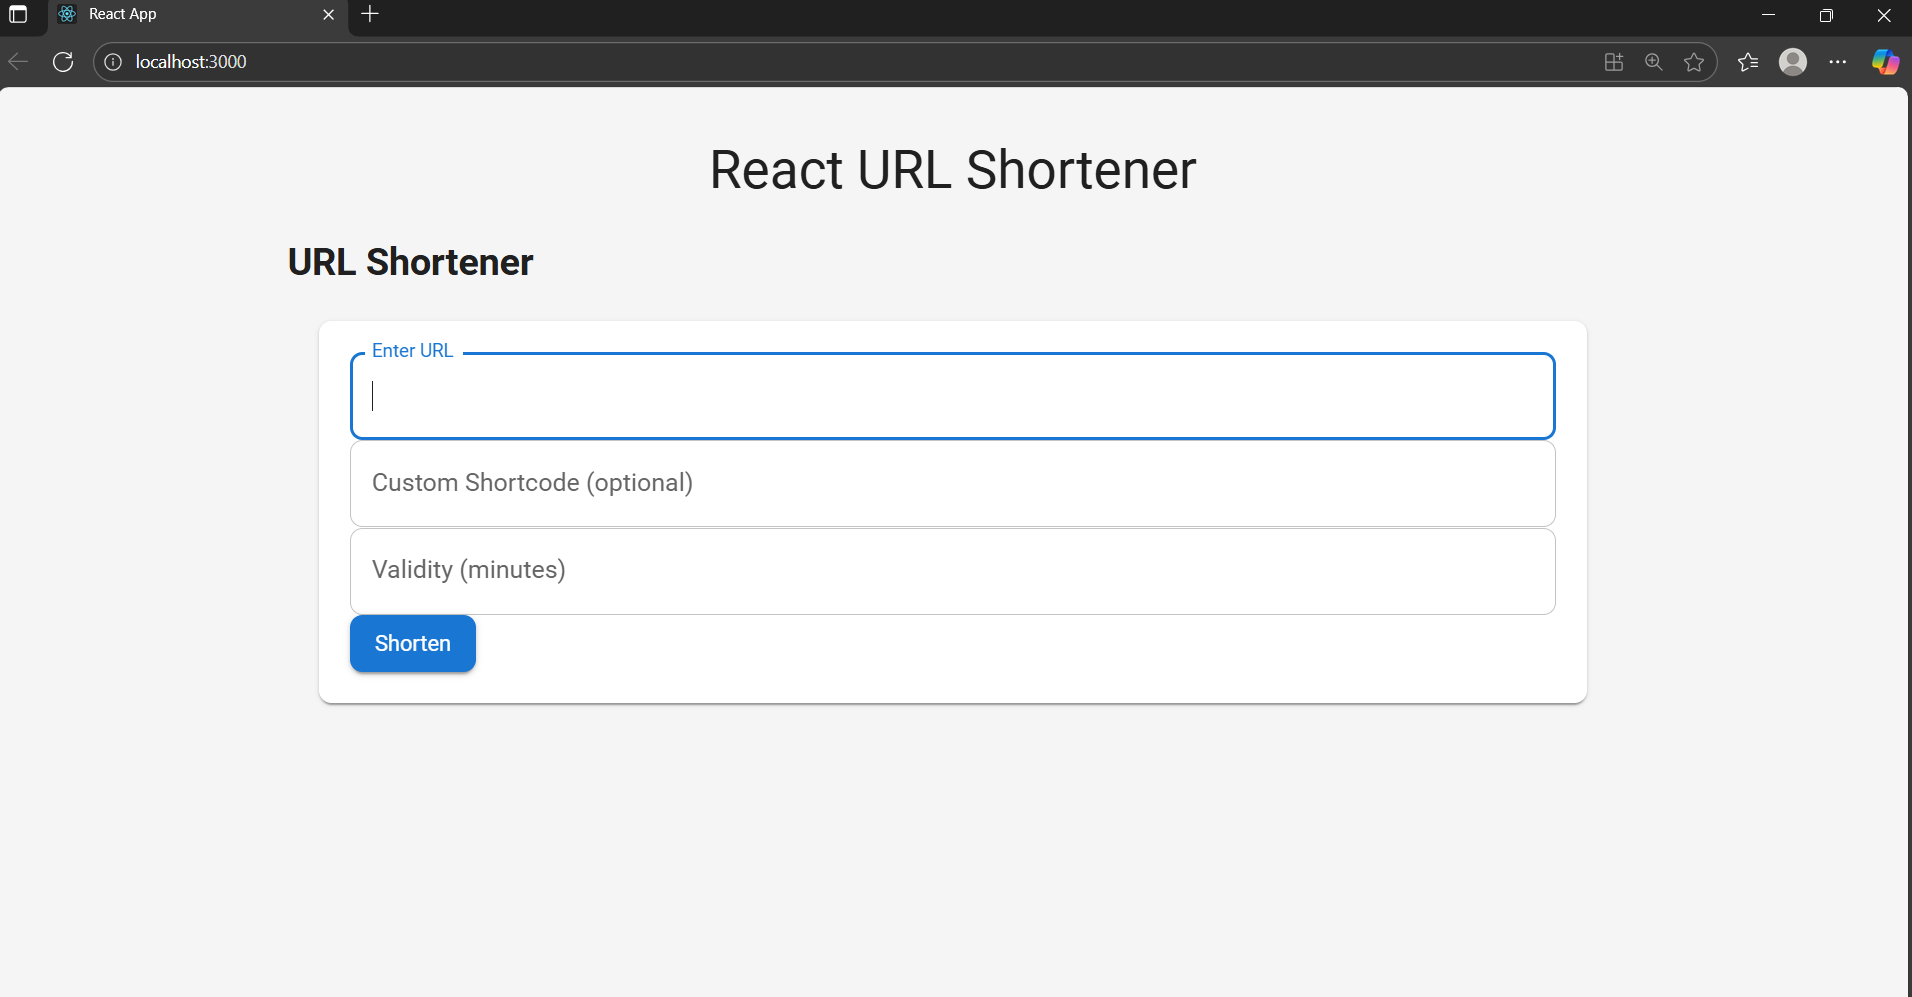 React App
localhost:3000
React URL Shortener
URL Shortener
Enter URL
Custom Shortcode (optional)
Validity (minutes)
Shorten